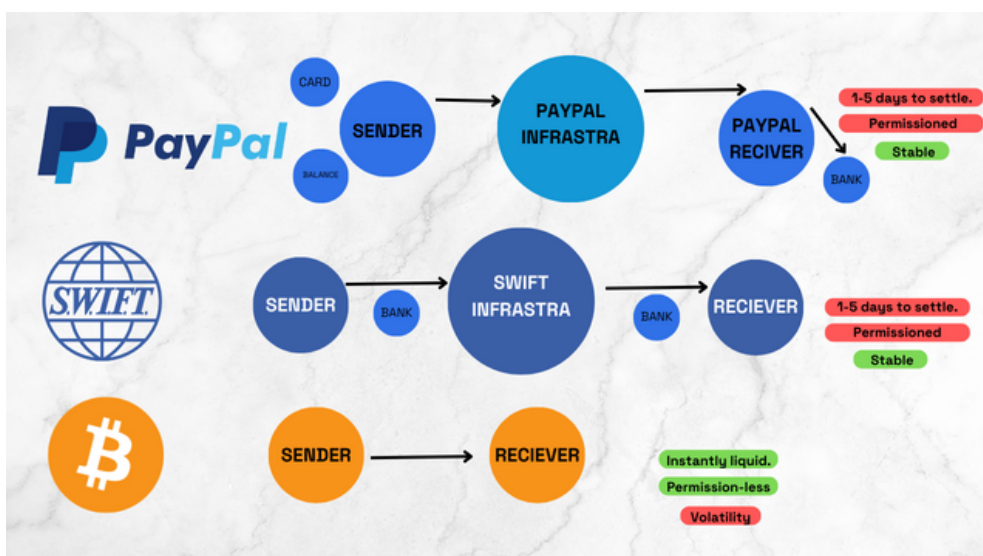 PayPal
CARD
SENDER
BALANCE
PAYPAL
INFRASTRA
PAYPAL
RECIVER
BANK
1-5 days to settle.
Permissioned
Stable
S.W.I.F.T.
SENDER
BANK
SWIFT
INFRASTRA
BANK
RECIEVER
1-5 days to settle.
Permissioned
Stable
SENDER
RECIEVER
Instantly liquid.
Permission-less
Volatility